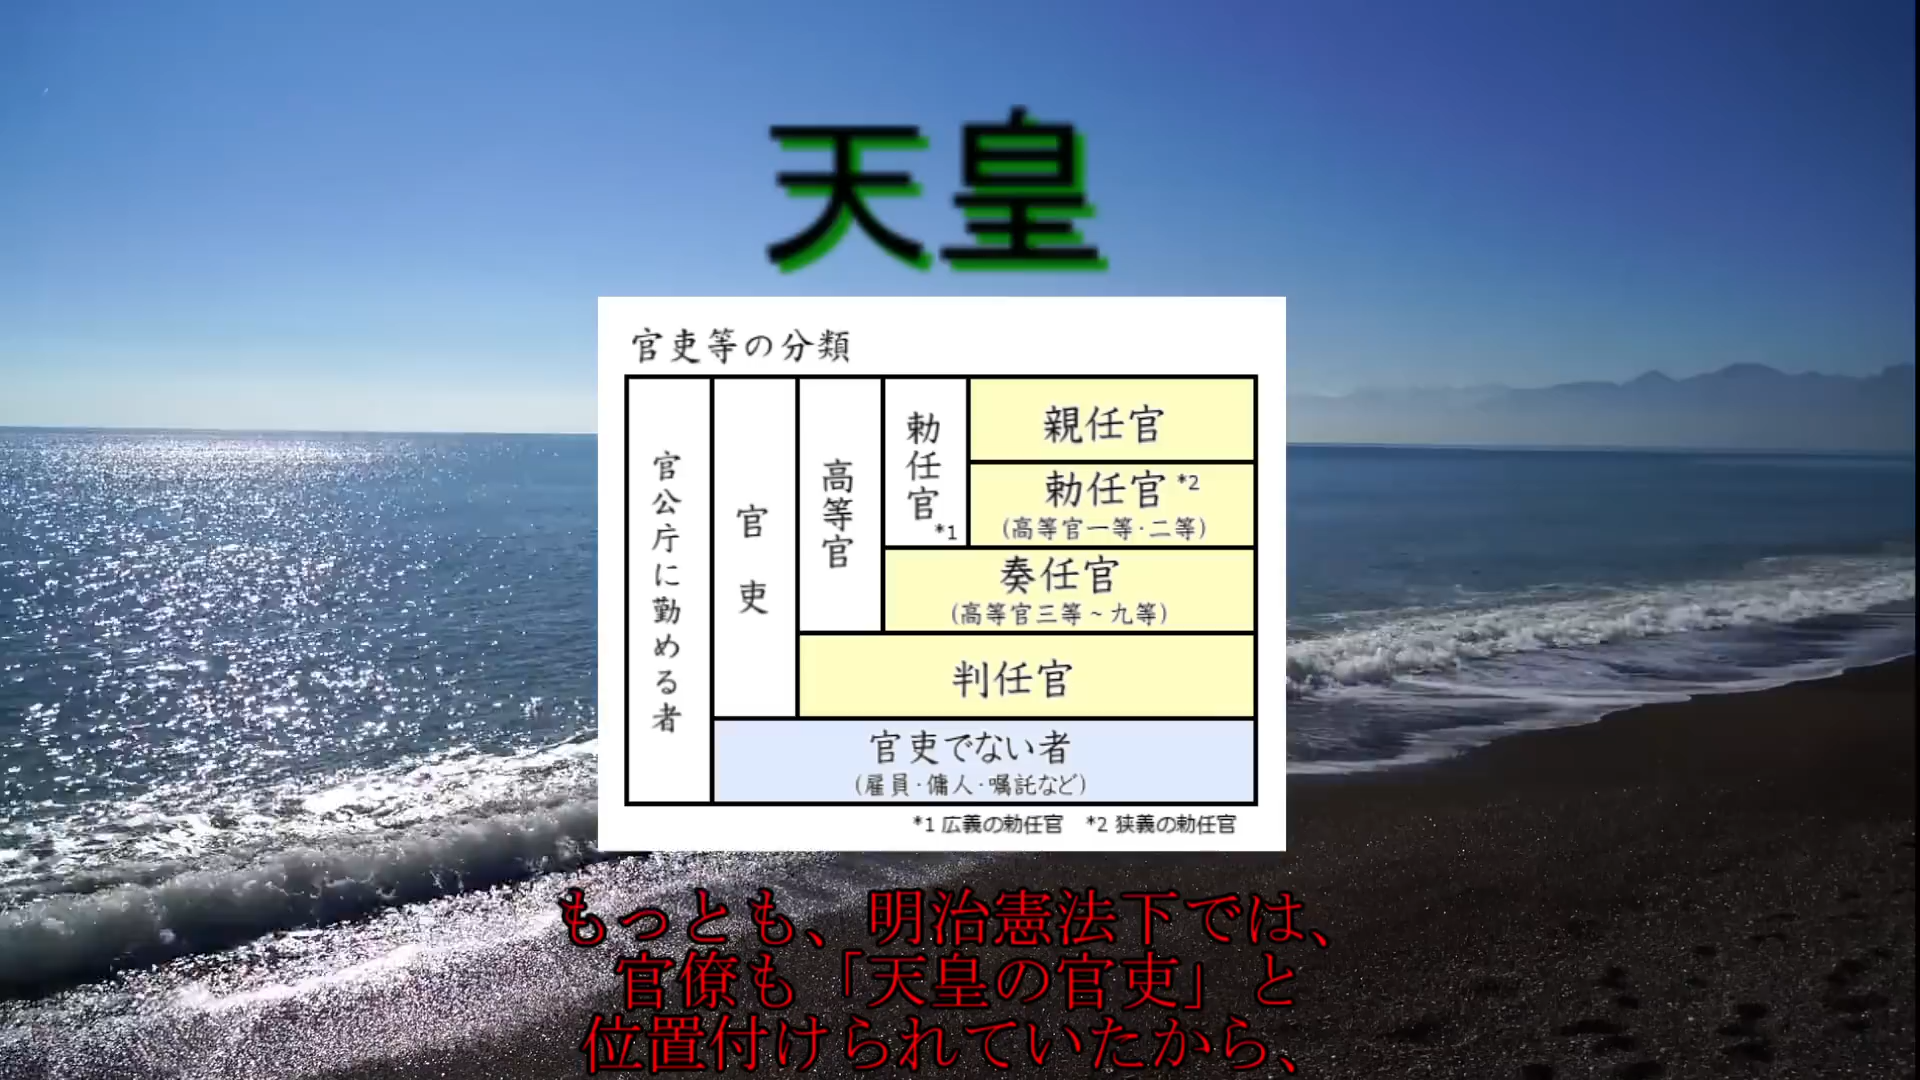 天皇
官吏等の分類
官公庁に勤める者
官吏
高等官
勅任官*1
親任官
勅任官*2
(高等官一等·二等)
奏任官
(高等官三等~九等)
判任官
官吏でない者
(雇員·傭人·嘱託など)
*1 広義の勅任官 *2 狭義の勅任官
もっとも、明治憲法下では、
官僚も「天皇の官吏」と
位置付けられていたから、